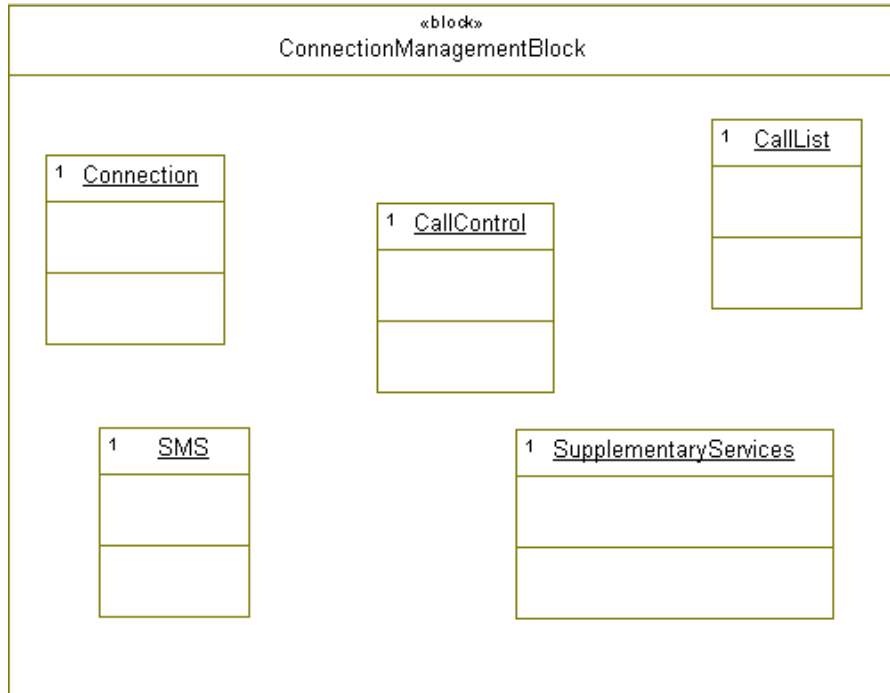 «block»
ConnectionManagementBlock
1 CallList
1 Connection
1 CallControl
1 SMS
1 SupplementaryServices